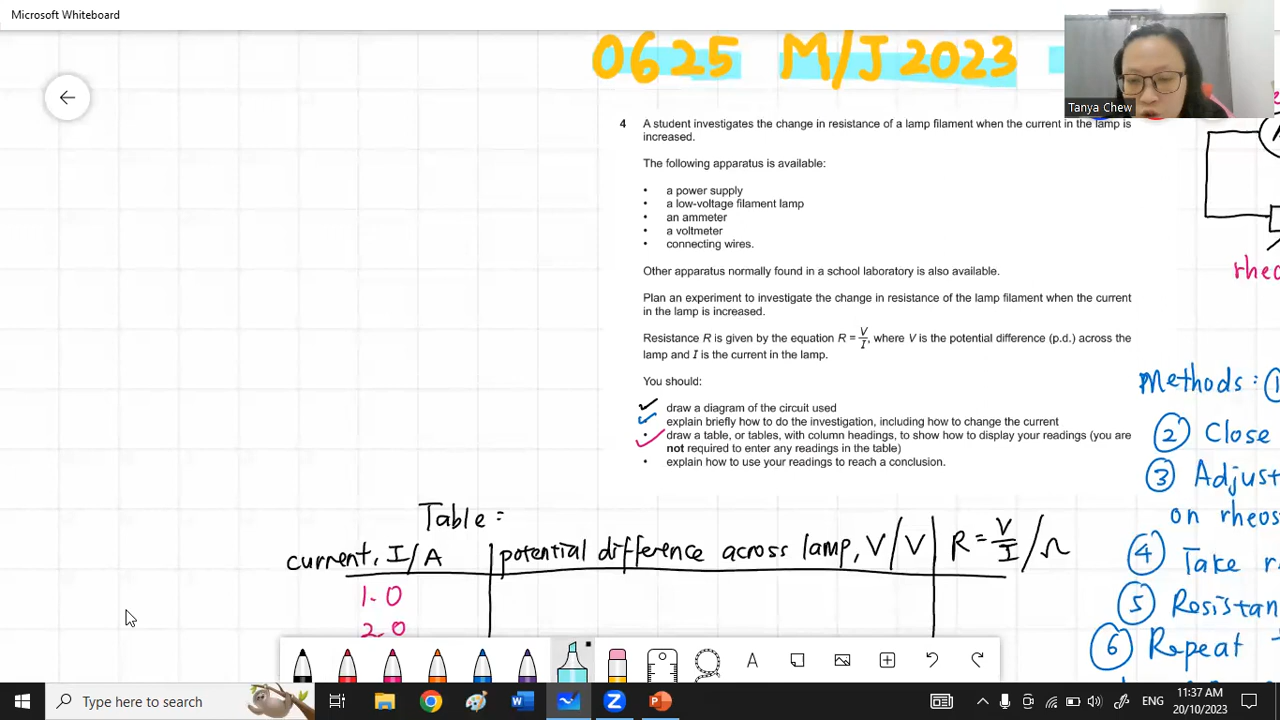 Microsoft Whiteboard
0625 M/J 2023
Tanya Chew
4 A student investigates the change in resistance of a lamp filament when the current in the lamp is
increased.
The following apparatus is available:
• a power supply
• a low-voltage filament lamp
• an ammeter
• a voltmeter
• connecting wires.
Other apparatus normally found in a school laboratory is also available.
Plan an experiment to investigate the change in resistance of the lamp filament when the current
in the lamp is increased.
Resistance R is given by the equation R = V/I, where V is the potential difference (p.d.) across the
lamp and I is the current in the lamp.
You should:
draw a diagram of the circuit used
explain briefly how to do the investigation, including how to change the current
• draw a table, or tables, with column headings, to show how to display your readings (you are
not required to enter any readings in the table)
• explain how to use your readings to reach a conclusion.
Table :
current, I/A potential difference across lamp, V/V R = V/I /Ω
1.0
2.0
rheo
Methods : ①
② Close
③ Adjust
on rheos
④ Take r
⑤ Resistan
⑥ Repeat
A
Type here to search
ENG
11:37 AM
20/10/2023